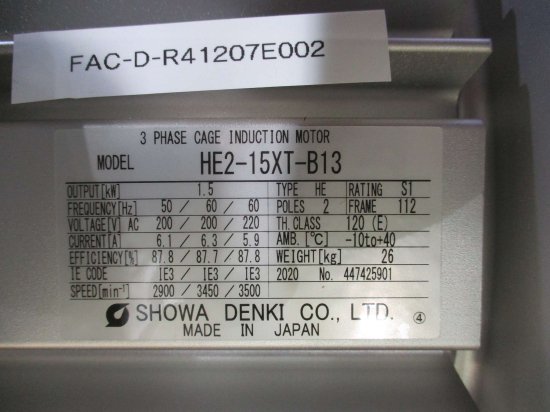 FAC-D-R41207E002
3 PHASE CAGE INDUCTION MOTOR
MODEL HE2-15XT-B13
OUTPUT[kW] 1.5 TYPE HE RATING S1
FREQUENCY[Hz] 50 / 60 / 60 POLES 2 FRAME 112
VOLTAGE[V] AC 200 / 200 / 220 TH.CLASS 120 (E)
CURRENT[A] 6.1 / 6.3 / 5.9 AMB. [℃] -10to+40
EFFICIENCY[%] 87.8 / 87.7 / 87.8 WEIGHT[kg] 26
IE CODE IE3 / IE3 / IE3 2020 No. 447425901
SPEED[min⁻¹] 2900 / 3450 / 3500
SHOWA DENKI CO., LTD. ④
MADE IN JAPAN